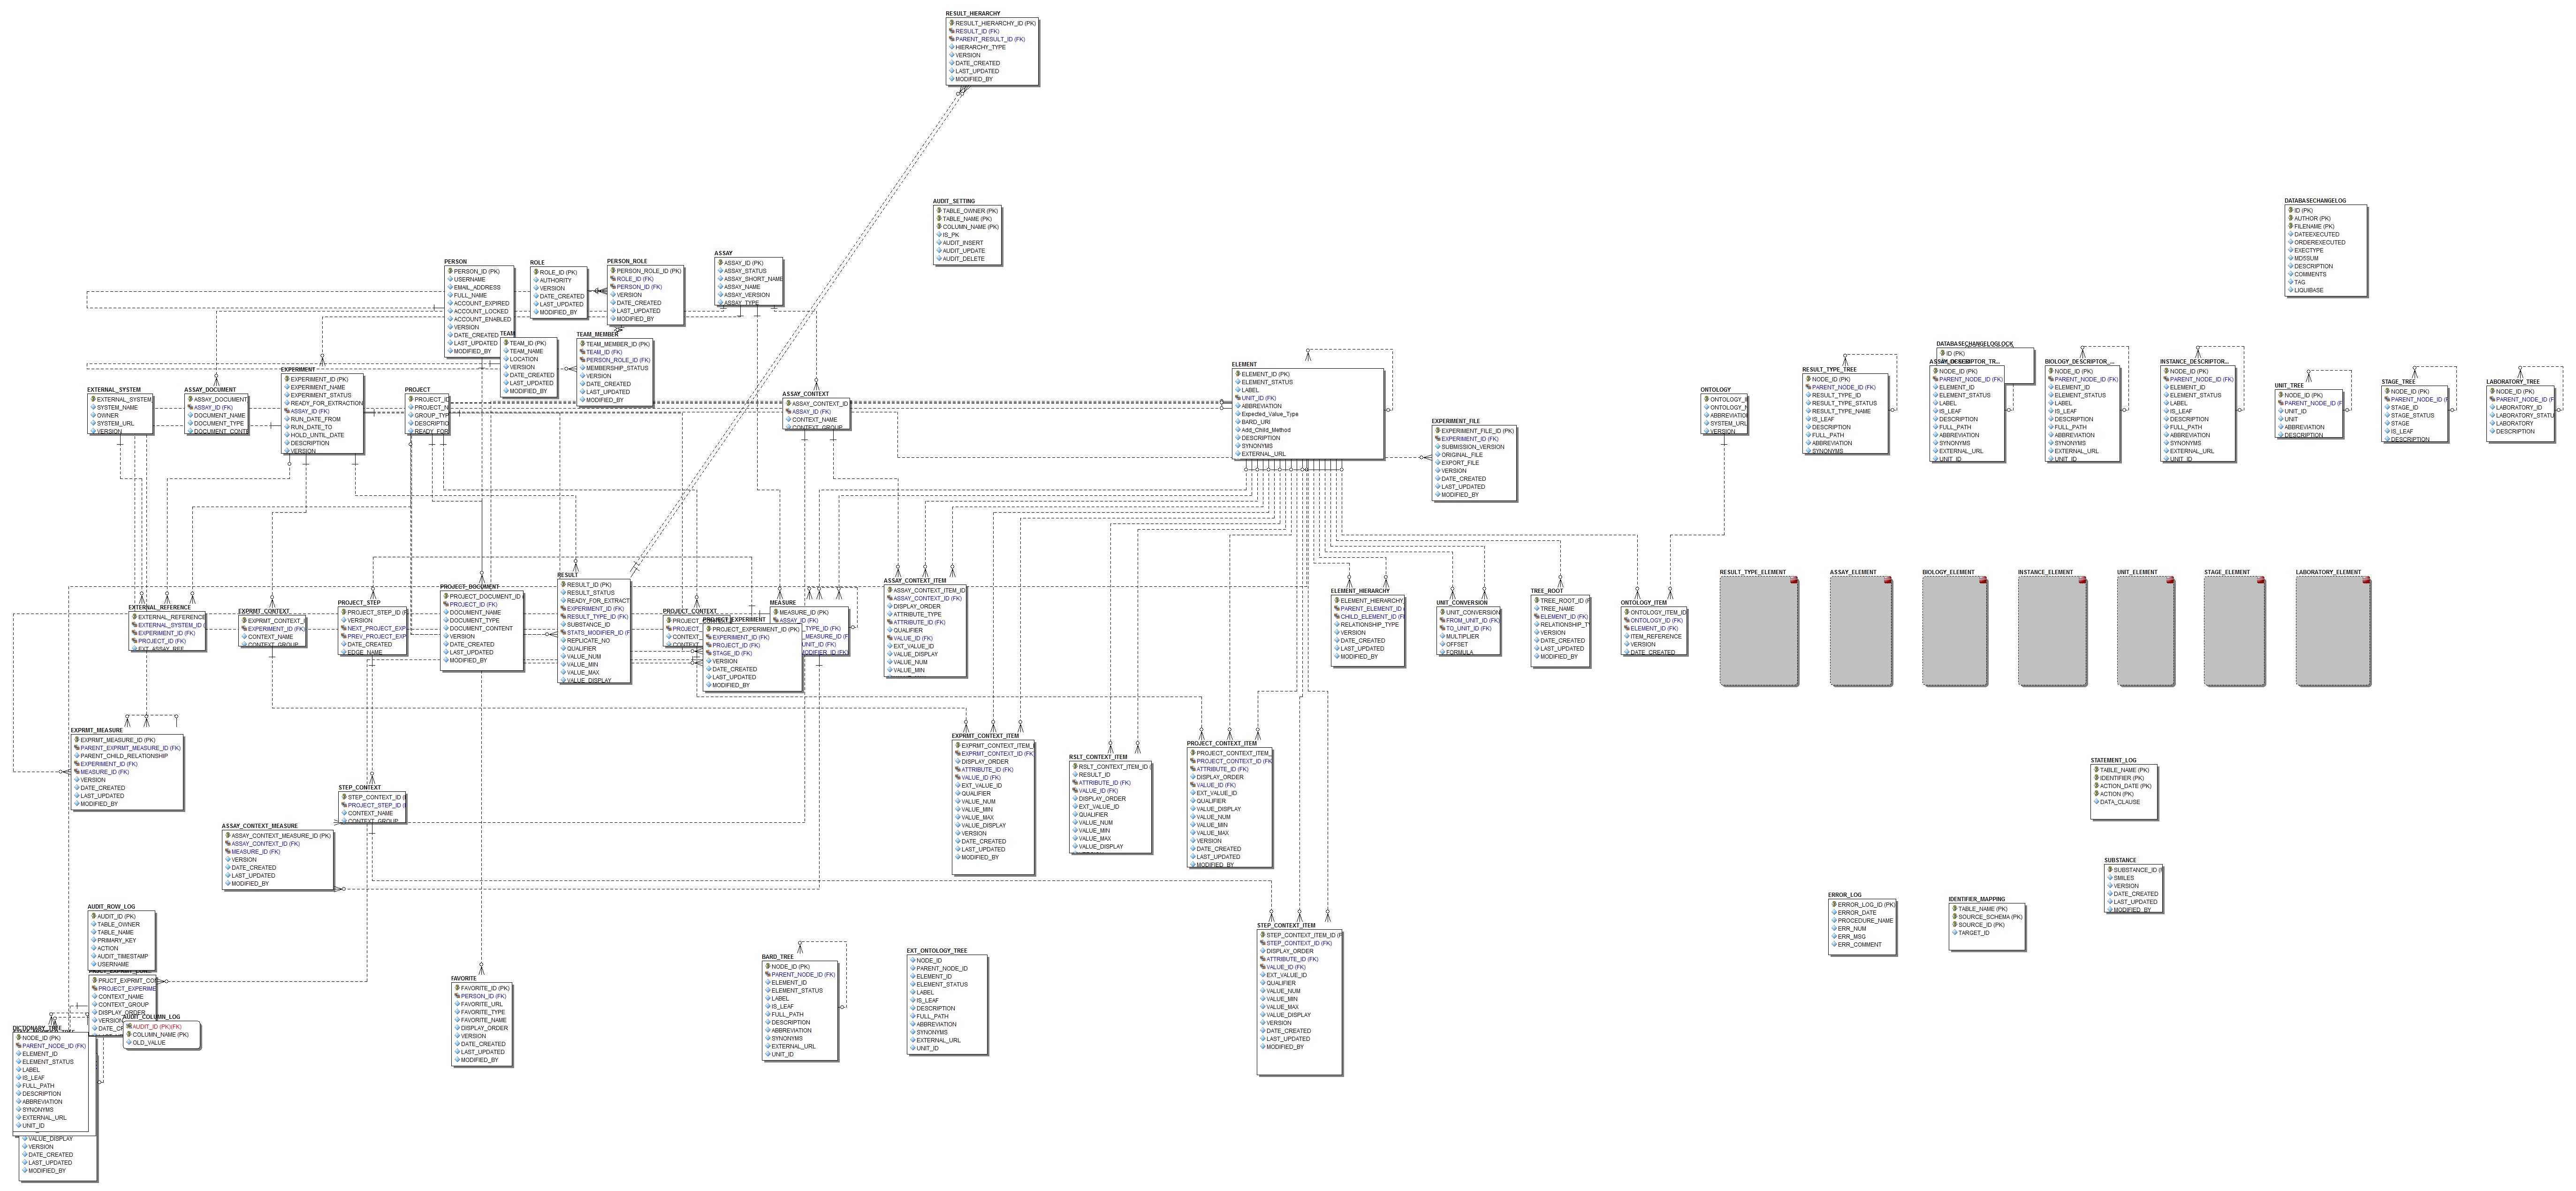 RESULT_HIERARCHY
RESULT_HIERARCHY_ID (PK)
RESULT_ID (FK)
PARENT_RESULT_ID (FK)
HIERARCHY_TYPE
VERSION
DATE_CREATED
LAST_UPDATED
MODIFIED_BY
AUDIT_SETTING
TABLE_OWNER (PK)
TABLE_NAME (PK)
COLUMN_NAME (PK)
IS_PK
AUDIT_INSERT
AUDIT_UPDATE
AUDIT_DELETE
DATABASECHANGELOG
ID (PK)
AUTHOR (PK)
FILENAME (PK)
DATEEXECUTED
ORDEREXECUTED
EXECTYPE
MD5SUM
DESCRIPTION
COMMENTS
TAG
LIQUIBASE
PERSON
PERSON_ID (PK)
USERNAME
EMAIL_ADDRESS
FULL_NAME
ACCOUNT_EXPIRED
ACCOUNT_LOCKED
ACCOUNT_ENABLED
VERSION
DATE_CREATED
LAST_UPDATED
MODIFIED_BY
ROLE
ROLE_ID (PK)
AUTHORITY
VERSION
DATE_CREATED
LAST_UPDATED
MODIFIED_BY
PERSON_ROLE
PERSON_ROLE_ID (PK)
ROLE_ID (FK)
PERSON_ID (FK)
VERSION
DATE_CREATED
LAST_UPDATED
MODIFIED_BY
ASSAY
ASSAY_ID (PK)
ASSAY_STATUS
ASSAY_SHORT_NAME
ASSAY_NAME
ASSAY_VERSION
ASSAY_TYPE
TEAM
TEAM_ID (PK)
TEAM_NAME
LOCATION
VERSION
DATE_CREATED
LAST_UPDATED
MODIFIED_BY
TEAM_MEMBER
TEAM_MEMBER_ID (PK)
TEAM_ID (FK)
PERSON_ROLE_ID (FK)
MEMBERSHIP_STATUS
VERSION
DATE_CREATED
LAST_UPDATED
MODIFIED_BY
EXTERNAL_SYSTEM
EXTERNAL_SYSTEM
SYSTEM_NAME
OWNER
SYSTEM_URL
VERSION
ASSAY_DOCUMENT
ASSAY_DOCUMENT
ASSAY_ID (FK)
DOCUMENT_NAME
DOCUMENT_TYPE
DOCUMENT_CONTE
EXPERIMENT
EXPERIMENT_ID (PK)
EXPERIMENT_NAME
EXPERIMENT_STATUS
READY_FOR_EXTRACTION
ASSAY_ID (FK)
RUN_DATE_FROM
RUN_DATE_TO
HOLD_UNTIL_DATE
DESCRIPTION
VERSION
PROJECT
PROJECT_ID
PROJECT_N
GROUP_TYP
DESCRIPTIO
READY_FOR
ASSAY_CONTEXT
ASSAY_CONTEXT_ID
ASSAY_ID (FK)
CONTEXT_NAME
CONTEXT_GROUP
ELEMENT
ELEMENT_ID (PK)
ELEMENT_STATUS
LABEL
UNIT_ID (FK)
ABBREVIATION
Expected_Value_Type
BARD_URI
Add_Child_Method
DESCRIPTION
SYNONYMS
EXTERNAL_URL
EXPERIMENT_FILE
EXPERIMENT_FILE_ID (PK)
EXPERIMENT_ID (FK)
SUBMISSION_VERSION
ORIGINAL_FILE
EXPORT_FILE
VERSION
DATE_CREATED
LAST_UPDATED
MODIFIED_BY
ONTOLOGY
ONTOLOGY_I
ONTOLOGY_N
ABBREVIATIO
SYSTEM_URL
VERSION
RESULT_TYPE_TREE
NODE_ID (PK)
PARENT_NODE_ID (FK)
RESULT_TYPE_ID
RESULT_TYPE_STATUS
RESULT_TYPE_NAME
IS_LEAF
DESCRIPTION
FULL_PATH
ABBREVIATION
SYNONYMS
DATABASECHANGELOGLOCK
ID (PK)
ASSAY_DESCRIPTOR_TR...
NODE_ID (PK)
PARENT_NODE_ID (FK)
ELEMENT_ID
ELEMENT_STATUS
LABEL
IS_LEAF
DESCRIPTION
FULL_PATH
ABBREVIATION
SYNONYMS
EXTERNAL_URL
UNIT_ID
BIOLOGY_DESCRIPTOR_...
NODE_ID (PK)
PARENT_NODE_ID (FK)
ELEMENT_ID
ELEMENT_STATUS
LABEL
IS_LEAF
DESCRIPTION
FULL_PATH
ABBREVIATION
SYNONYMS
EXTERNAL_URL
UNIT_ID
INSTANCE_DESCRIPTOR...
NODE_ID (PK)
PARENT_NODE_ID (FK)
ELEMENT_ID
ELEMENT_STATUS
LABEL
IS_LEAF
DESCRIPTION
FULL_PATH
ABBREVIATION
SYNONYMS
EXTERNAL_URL
UNIT_ID
UNIT_TREE
NODE_ID (PK)
PARENT_NODE_ID (F
UNIT_ID
UNIT
ABBREVIATION
DESCRIPTION
STAGE_TREE
NODE_ID (PK)
PARENT_NODE_ID (F
STAGE_ID
STAGE_STATUS
STAGE
IS_LEAF
DESCRIPTION
LABORATORY_TREE
NODE_ID (PK)
PARENT_NODE_ID (F
LABORATORY_ID
LABORATORY_STATU
LABORATORY
DESCRIPTION
EXTERNAL_REFERENCE
EXTERNAL_REFERENCE
EXTERNAL_SYSTEM_ID (
EXPERIMENT_ID (FK)
PROJECT_ID (FK)
VERSION
EXT_ASSAY_REF
EXPRMT_CONTEXT
EXPRMT_CONTEXT_I
EXPERIMENT_ID (FK)
CONTEXT_NAME
CONTEXT_GROUP
PROJECT_STEP
PROJECT_STEP_ID (P
VERSION
NEXT_PROJECT_EXP
PREV_PROJECT_EXP
DATE_CREATED
EDGE_NAME
PROJECT_DOCUMENT
PROJECT_DOCUMENT_ID
PROJECT_ID (FK)
DOCUMENT_NAME
DOCUMENT_TYPE
DOCUMENT_CONTENT
VERSION
DATE_CREATED
LAST_UPDATED
MODIFIED_BY
RESULT
RESULT_ID (PK)
RESULT_STATUS
READY_FOR_EXTRACT
EXPERIMENT_ID (FK)
RESULT_TYPE_ID (FK)
SUBSTANCE_ID
STATS_MODIFIER_ID (F
REPLICATE_NO
QUALIFIER
VALUE_NUM
VALUE_MIN
VALUE_MAX
VALUE_DISPLAY
PROJECT_CONTEXT
PROJECT_
CONTEXT_
CONTEXT_
PROJECT_EXPERIMENT
PROJECT_EXPERIMENT_ID (PK)
EXPERIMENT_ID (FK)
PROJECT_ID (FK)
STAGE_ID (FK)
VERSION
DATE_CREATED
LAST_UPDATED
MODIFIED_BY
MEASURE
MEASURE_ID (PK)
ASSAY_ID (FK)
_TYPE_ID (FK)
_MEASURE_ID (F
UNIT_ID (FK)
MODIFIER_ID (FK)
ASSAY_CONTEXT_ITEM
ASSAY_CONTEXT_ITEM_ID
ASSAY_CONTEXT_ID (FK)
DISPLAY_ORDER
ATTRIBUTE_TYPE
ATTRIBUTE_ID (FK)
QUALIFIER
VALUE_ID (FK)
EXT_VALUE_ID
VALUE_DISPLAY
VALUE_NUM
VALUE_MIN
ELEMENT_HIERARCHY
ELEMENT_HIERARCHY
PARENT_ELEMENT_ID (
CHILD_ELEMENT_ID (F
RELATIONSHIP_TYPE
VERSION
DATE_CREATED
LAST_UPDATED
MODIFIED_BY
UNIT_CONVERSION
UNIT_CONVERSION
FROM_UNIT_ID (FK)
TO_UNIT_ID (FK)
MULTIPLIER
OFFSET
FORMULA
TREE_ROOT
TREE_ROOT_ID (F
TREE_NAME
ELEMENT_ID (FK)
RELATIONSHIP_TY
VERSION
DATE_CREATED
LAST_UPDATED
MODIFIED_BY
ONTOLOGY_ITEM
ONTOLOGY_ITEM_ID
ONTOLOGY_ID (FK)
ELEMENT_ID (FK)
ITEM_REFERENCE
VERSION
DATE_CREATED
RESULT_TYPE_ELEMENT
ASSAY_ELEMENT
BIOLOGY_ELEMENT
INSTANCE_ELEMENT
UNIT_ELEMENT
STAGE_ELEMENT
LABORATORY_ELEMENT
EXPRMT_MEASURE
EXPRMT_MEASURE_ID (PK)
PARENT_EXPRMT_MEASURE_ID (FK)
PARENT_CHILD_RELATIONSHIP
EXPERIMENT_ID (FK)
MEASURE_ID (FK)
VERSION
DATE_CREATED
LAST_UPDATED
MODIFIED_BY
STEP_CONTEXT
STEP_CONTEXT_ID (
PROJECT_STEP_ID (
CONTEXT_NAME
CONTEXT_GROUP
ASSAY_CONTEXT_MEASURE
ASSAY_CONTEXT_MEASURE_ID (PK)
ASSAY_CONTEXT_ID (FK)
MEASURE_ID (FK)
VERSION
DATE_CREATED
LAST_UPDATED
MODIFIED_BY
EXPRMT_CONTEXT_ITEM
EXPRMT_CONTEXT_ITEM_I
EXPRMT_CONTEXT_ID (FK)
DISPLAY_ORDER
ATTRIBUTE_ID (FK)
VALUE_ID (FK)
EXT_VALUE_ID
QUALIFIER
VALUE_NUM
VALUE_MIN
VALUE_MAX
VALUE_DISPLAY
VERSION
DATE_CREATED
LAST_UPDATED
MODIFIED_BY
RSLT_CONTEXT_ITEM
RSLT_CONTEXT_ITEM_ID (
RESULT_ID
ATTRIBUTE_ID (FK)
VALUE_ID (FK)
DISPLAY_ORDER
EXT_VALUE_ID
QUALIFIER
VALUE_NUM
VALUE_MIN
VALUE_MAX
VALUE_DISPLAY
PROJECT_CONTEXT_ITEM
PROJECT_CONTEXT_ITEM_
PROJECT_CONTEXT_ID (FK
ATTRIBUTE_ID (FK)
DISPLAY_ORDER
VALUE_ID (FK)
EXT_VALUE_ID
QUALIFIER
VALUE_DISPLAY
VALUE_NUM
VALUE_MIN
VALUE_MAX
VERSION
DATE_CREATED
LAST_UPDATED
MODIFIED_BY
STATEMENT_LOG
TABLE_NAME (PK)
IDENTIFIER (PK)
ACTION_DATE (PK)
ACTION (PK)
DATA_CLAUSE
SUBSTANCE
SUBSTANCE_ID (F
SMILES
VERSION
DATE_CREATED
LAST_UPDATED
MODIFIED_BY
ERROR_LOG
ERROR_LOG_ID (PK)
ERROR_DATE
PROCEDURE_NAME
ERR_NUM
ERR_MSG
ERR_COMMENT
IDENTIFIER_MAPPING
TABLE_NAME (PK)
SOURCE_SCHEMA (PK)
SOURCE_ID (PK)
TARGET_ID
AUDIT_ROW_LOG
AUDIT_ID (PK)
TABLE_OWNER
TABLE_NAME
PRIMARY_KEY
ACTION
AUDIT_TIMESTAMP
USERNAME
PRJCT_EXPRMT_CON...
PRJCT_EXPRMT_CO
PROJECT_EXPERIME
CONTEXT_NAME
CONTEXT_GROUP
DISPLAY_ORDER
VERSION
DATE_CR
AUDIT_COLUMN_LOG
AUDIT_ID (PK)(FK)
COLUMN_NAME (PK)
OLD_VALUE
DICTIONARY_TREE
NODE_ID (PK)
PARENT_NODE_ID (FK)
ELEMENT_ID
ELEMENT_STATUS
LABEL
IS_LEAF
FULL_PATH
DESCRIPTION
ABBREVIATION
SYNONYMS
EXTERNAL_URL
UNIT_ID
VALUE_DISPLAY
VERSION
DATE_CREATED
LAST_UPDATED
MODIFIED_BY
FAVORITE
FAVORITE_ID (PK)
PERSON_ID (FK)
FAVORITE_URL
FAVORITE_TYPE
FAVORITE_NAME
DISPLAY_ORDER
VERSION
DATE_CREATED
LAST_UPDATED
MODIFIED_BY
BARD_TREE
NODE_ID (PK)
PARENT_NODE_ID (FK)
ELEMENT_ID
ELEMENT_STATUS
LABEL
IS_LEAF
FULL_PATH
DESCRIPTION
ABBREVIATION
SYNONYMS
EXTERNAL_URL
UNIT_ID
EXT_ONTOLOGY_TREE
NODE_ID
PARENT_NODE_ID
ELEMENT_ID
ELEMENT_STATUS
LABEL
IS_LEAF
DESCRIPTION
FULL_PATH
ABBREVIATION
SYNONYMS
EXTERNAL_URL
UNIT_ID
STEP_CONTEXT_ITEM
STEP_CONTEXT_ITEM_ID (F
STEP_CONTEXT_ID (FK)
DISPLAY_ORDER
ATTRIBUTE_ID (FK)
VALUE_ID (FK)
EXT_VALUE_ID
QUALIFIER
VALUE_NUM
VALUE_MIN
VALUE_MAX
VALUE_DISPLAY
VERSION
DATE_CREATED
LAST_UPDATED
MODIFIED_BY